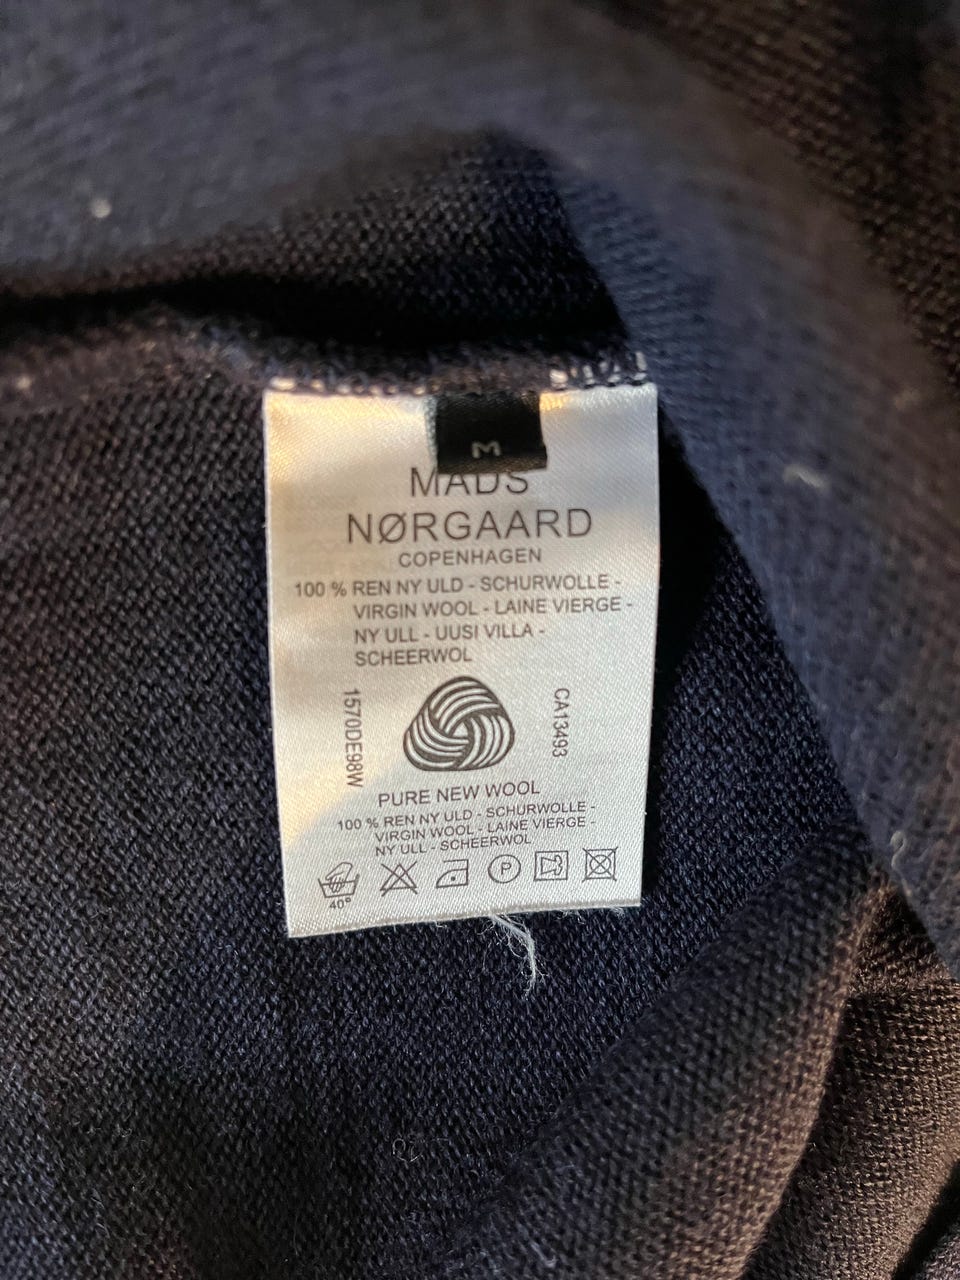 M
MADS
NØRGAARD
COPENHAGEN
100 % REN NY ULD - SCHURWOLLE -
VIRGIN WOOL - LAINE VIERGE -
NY ULL - UUSI VILLA -
SCHEERWOL
1570DE98W
CA13493
PURE NEW WOOL
100 % REN NY ULD - SCHURWOLLE -
VIRGIN WOOL - LAINE VIERGE -
NY ULL - SCHEERWOL
P
40°